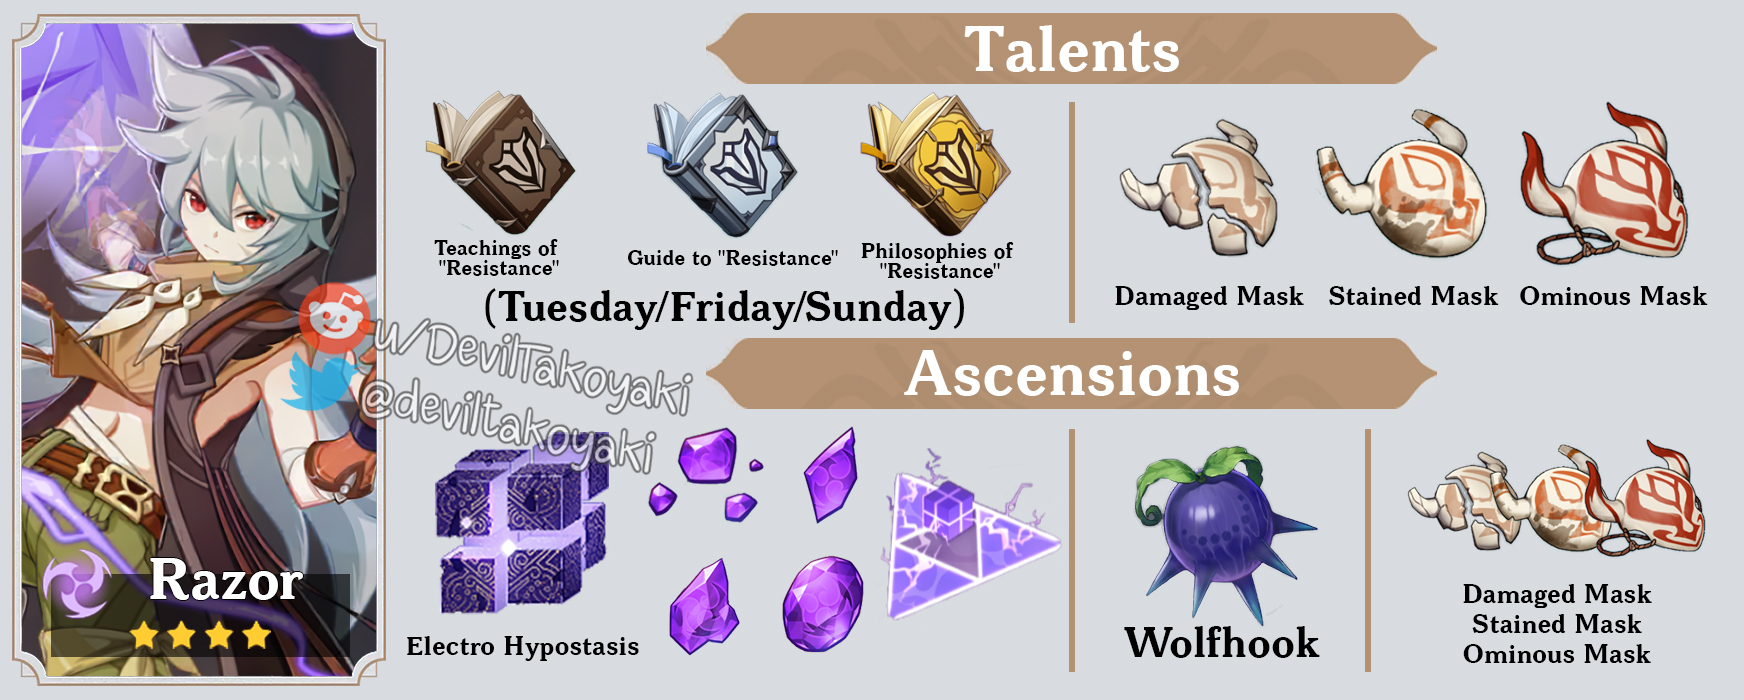 Talents
Teachings of
"Resistance"
Guide to "Resistance"
Philosophies of
"Resistance"
(Tuesday/Friday/Sunday)
Damaged Mask
Stained Mask
Ominous Mask
u/DevilTakoyaki
@deviltakoyaki
Ascensions
Razor
Electro Hypostasis
Wolfhook
Damaged Mask
Stained Mask
Ominous Mask